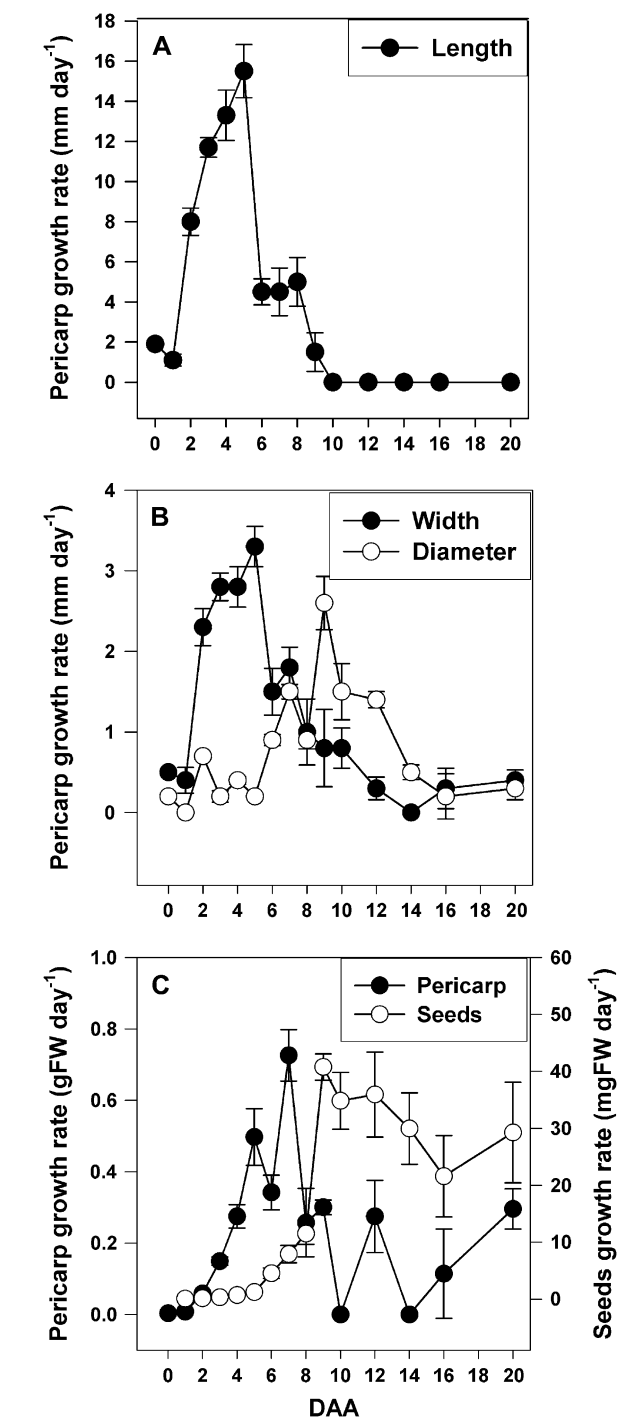 A
Length
Pericarp growth rate (mm day⁻¹)
18
16
14
12
10
8
6
4
2
0
0 2 4 6 8 10 12 14 16 18 20
B
Width
Diameter
Pericarp growth rate (mm day⁻¹)
4
3
2
1
0
0 2 4 6 8 10 12 14 16 18 20
C
Pericarp
Seeds
Pericarp growth rate (gFW day⁻¹)
1.0
0.8
0.6
0.4
0.2
0.0
60
50
40
30
20
10
0
Seeds growth rate (mgFW day⁻¹)
0 2 4 6 8 10 12 14 16 18 20
DAA